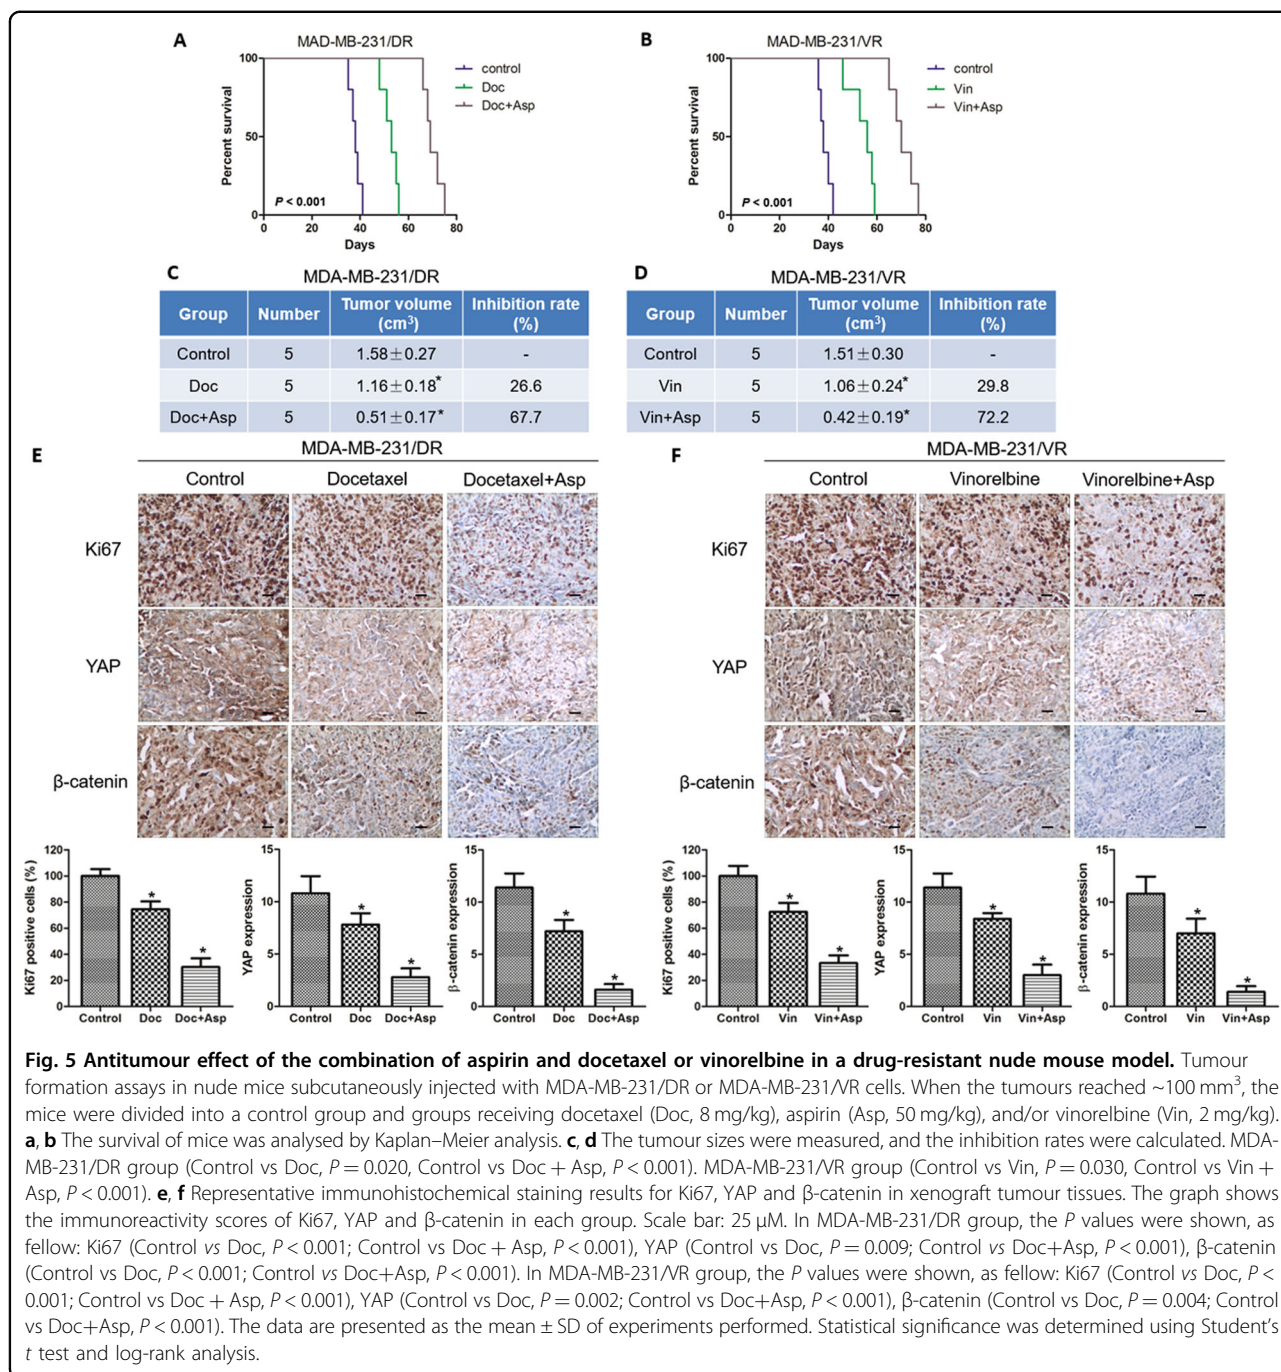 A
MAD-MB-231/DR
100
50
0
Percent survival
P < 0.001
0 20 40 60 80
Days
control
Doc
Doc+Asp
B
MAD-MB-231/VR
100
50
0
Percent survival
P < 0.001
0 20 40 60 80
Days
control
Vin
Vin+Asp
C
MDA-MB-231/DR
Group Number Tumor volume (cm³) Inhibition rate (%)
Control 5 1.58±0.27 -
Doc 5 1.16±0.18* 26.6
Doc+Asp 5 0.51±0.17* 67.7
D
MDA-MB-231/VR
Group Number Tumor volume (cm³) Inhibition rate (%)
Control 5 1.51±0.30 -
Vin 5 1.06±0.24* 29.8
Vin+Asp 5 0.42±0.19* 72.2
E
MDA-MB-231/DR
Control Docetaxel Docetaxel+Asp
Ki67
YAP
β-catenin
Ki67 positive cells (%)
120
100
80
60
40
20
0
* *
Control Doc Doc+Asp
YAP expression
15
10
5
0
* *
Control Doc Doc+Asp
β-catenin expression
15
10
5
0
* *
Control Doc Doc+Asp
F
MDA-MB-231/VR
Control Vinorelbine Vinorelbine+Asp
Ki67
YAP
β-catenin
Ki67 positive cells (%)
120
100
80
60
40
20
0
* *
Control Vin Vin+Asp
YAP expression
15
10
5
0
* *
Control Vin Vin+Asp
β-catenin expression
15
10
5
0
* *
Control Vin Vin+Asp
Fig. 5 Antitumour effect of the combination of aspirin and docetaxel or vinorelbine in a drug-resistant nude mouse model. Tumour
formation assays in nude mice subcutaneously injected with MDA-MB-231/DR or MDA-MB-231/VR cells. When the tumours reached ~100 mm³, the
mice were divided into a control group and groups receiving docetaxel (Doc, 8 mg/kg), aspirin (Asp, 50 mg/kg), and/or vinorelbine (Vin, 2 mg/kg).
a, b The survival of mice was analysed by Kaplan–Meier analysis. c, d The tumour sizes were measured, and the inhibition rates were calculated. MDA-
MB-231/DR group (Control vs Doc, P = 0.020, Control vs Doc + Asp, P < 0.001). MDA-MB-231/VR group (Control vs Vin, P = 0.030, Control vs Vin +
Asp, P < 0.001). e, f Representative immunohistochemical staining results for Ki67, YAP and β-catenin in xenograft tumour tissues. The graph shows
the immunoreactivity scores of Ki67, YAP and β-catenin in each group. Scale bar: 25 μM. In MDA-MB-231/DR group, the P values were shown, as
fellow: Ki67 (Control vs Doc, P < 0.001; Control vs Doc + Asp, P < 0.001), YAP (Control vs Doc, P = 0.009; Control vs Doc+Asp, P < 0.001), β-catenin
(Control vs Doc, P < 0.001; Control vs Doc+Asp, P < 0.001). In MDA-MB-231/VR group, the P values were shown, as fellow: Ki67 (Control vs Doc, P <
0.001; Control vs Doc + Asp, P < 0.001), YAP (Control vs Doc, P = 0.002; Control vs Doc+Asp, P < 0.001), β-catenin (Control vs Doc, P = 0.004; Control
vs Doc+Asp, P < 0.001). The data are presented as the mean ± SD of experiments performed. Statistical significance was determined using Student's
t test and log-rank analysis.